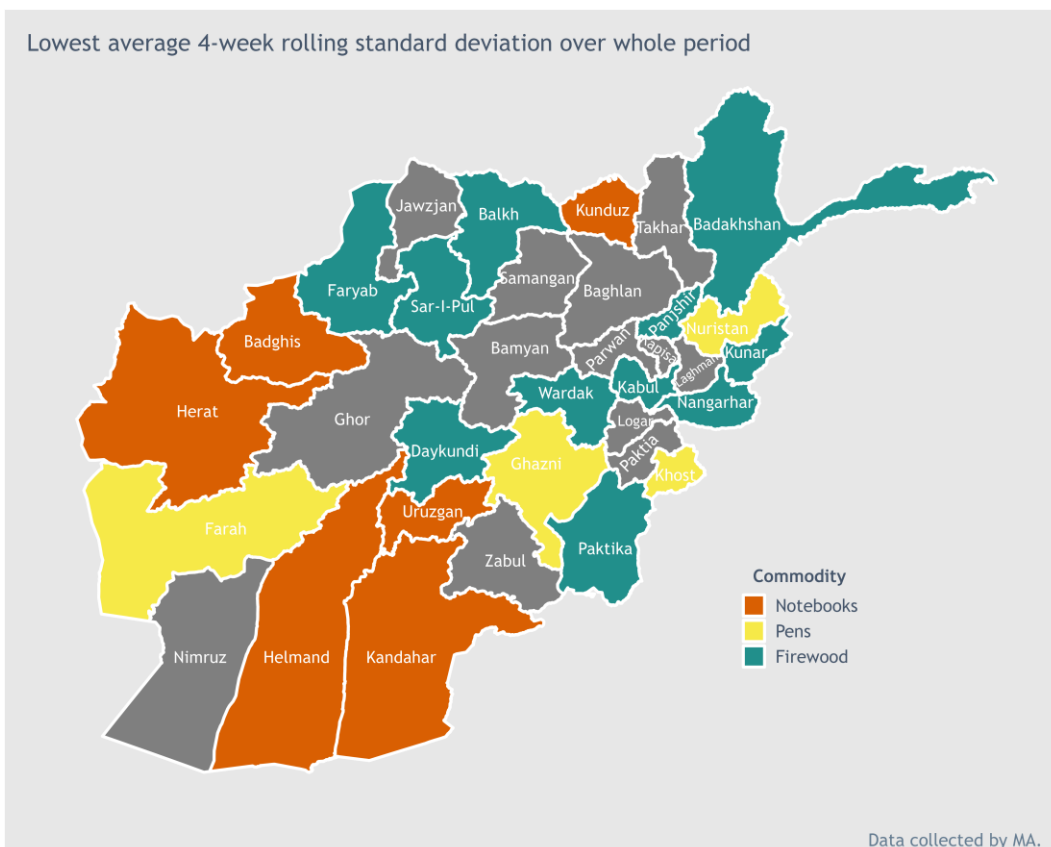 Lowest average 4-week rolling standard deviation over whole period
Jawzjan
Balkh
Kunduz
Takhar
Badakhshan
Faryab
Sar-I-Pul
Samangan
Baghlan
Panjshir
Nuristan
Badghis
Bamyan
Parwan
Kapisa
Laghman
Kunar
Herat
Ghor
Wardak
Kabul
Nangarhar
Daykundi
Logar
Ghazni
Paktia
Khost
Farah
Uruzgan
Zabul
Paktika
Nimruz
Helmand
Kandahar
Commodity
Notebooks
Pens
Firewood
Data collected by MA.